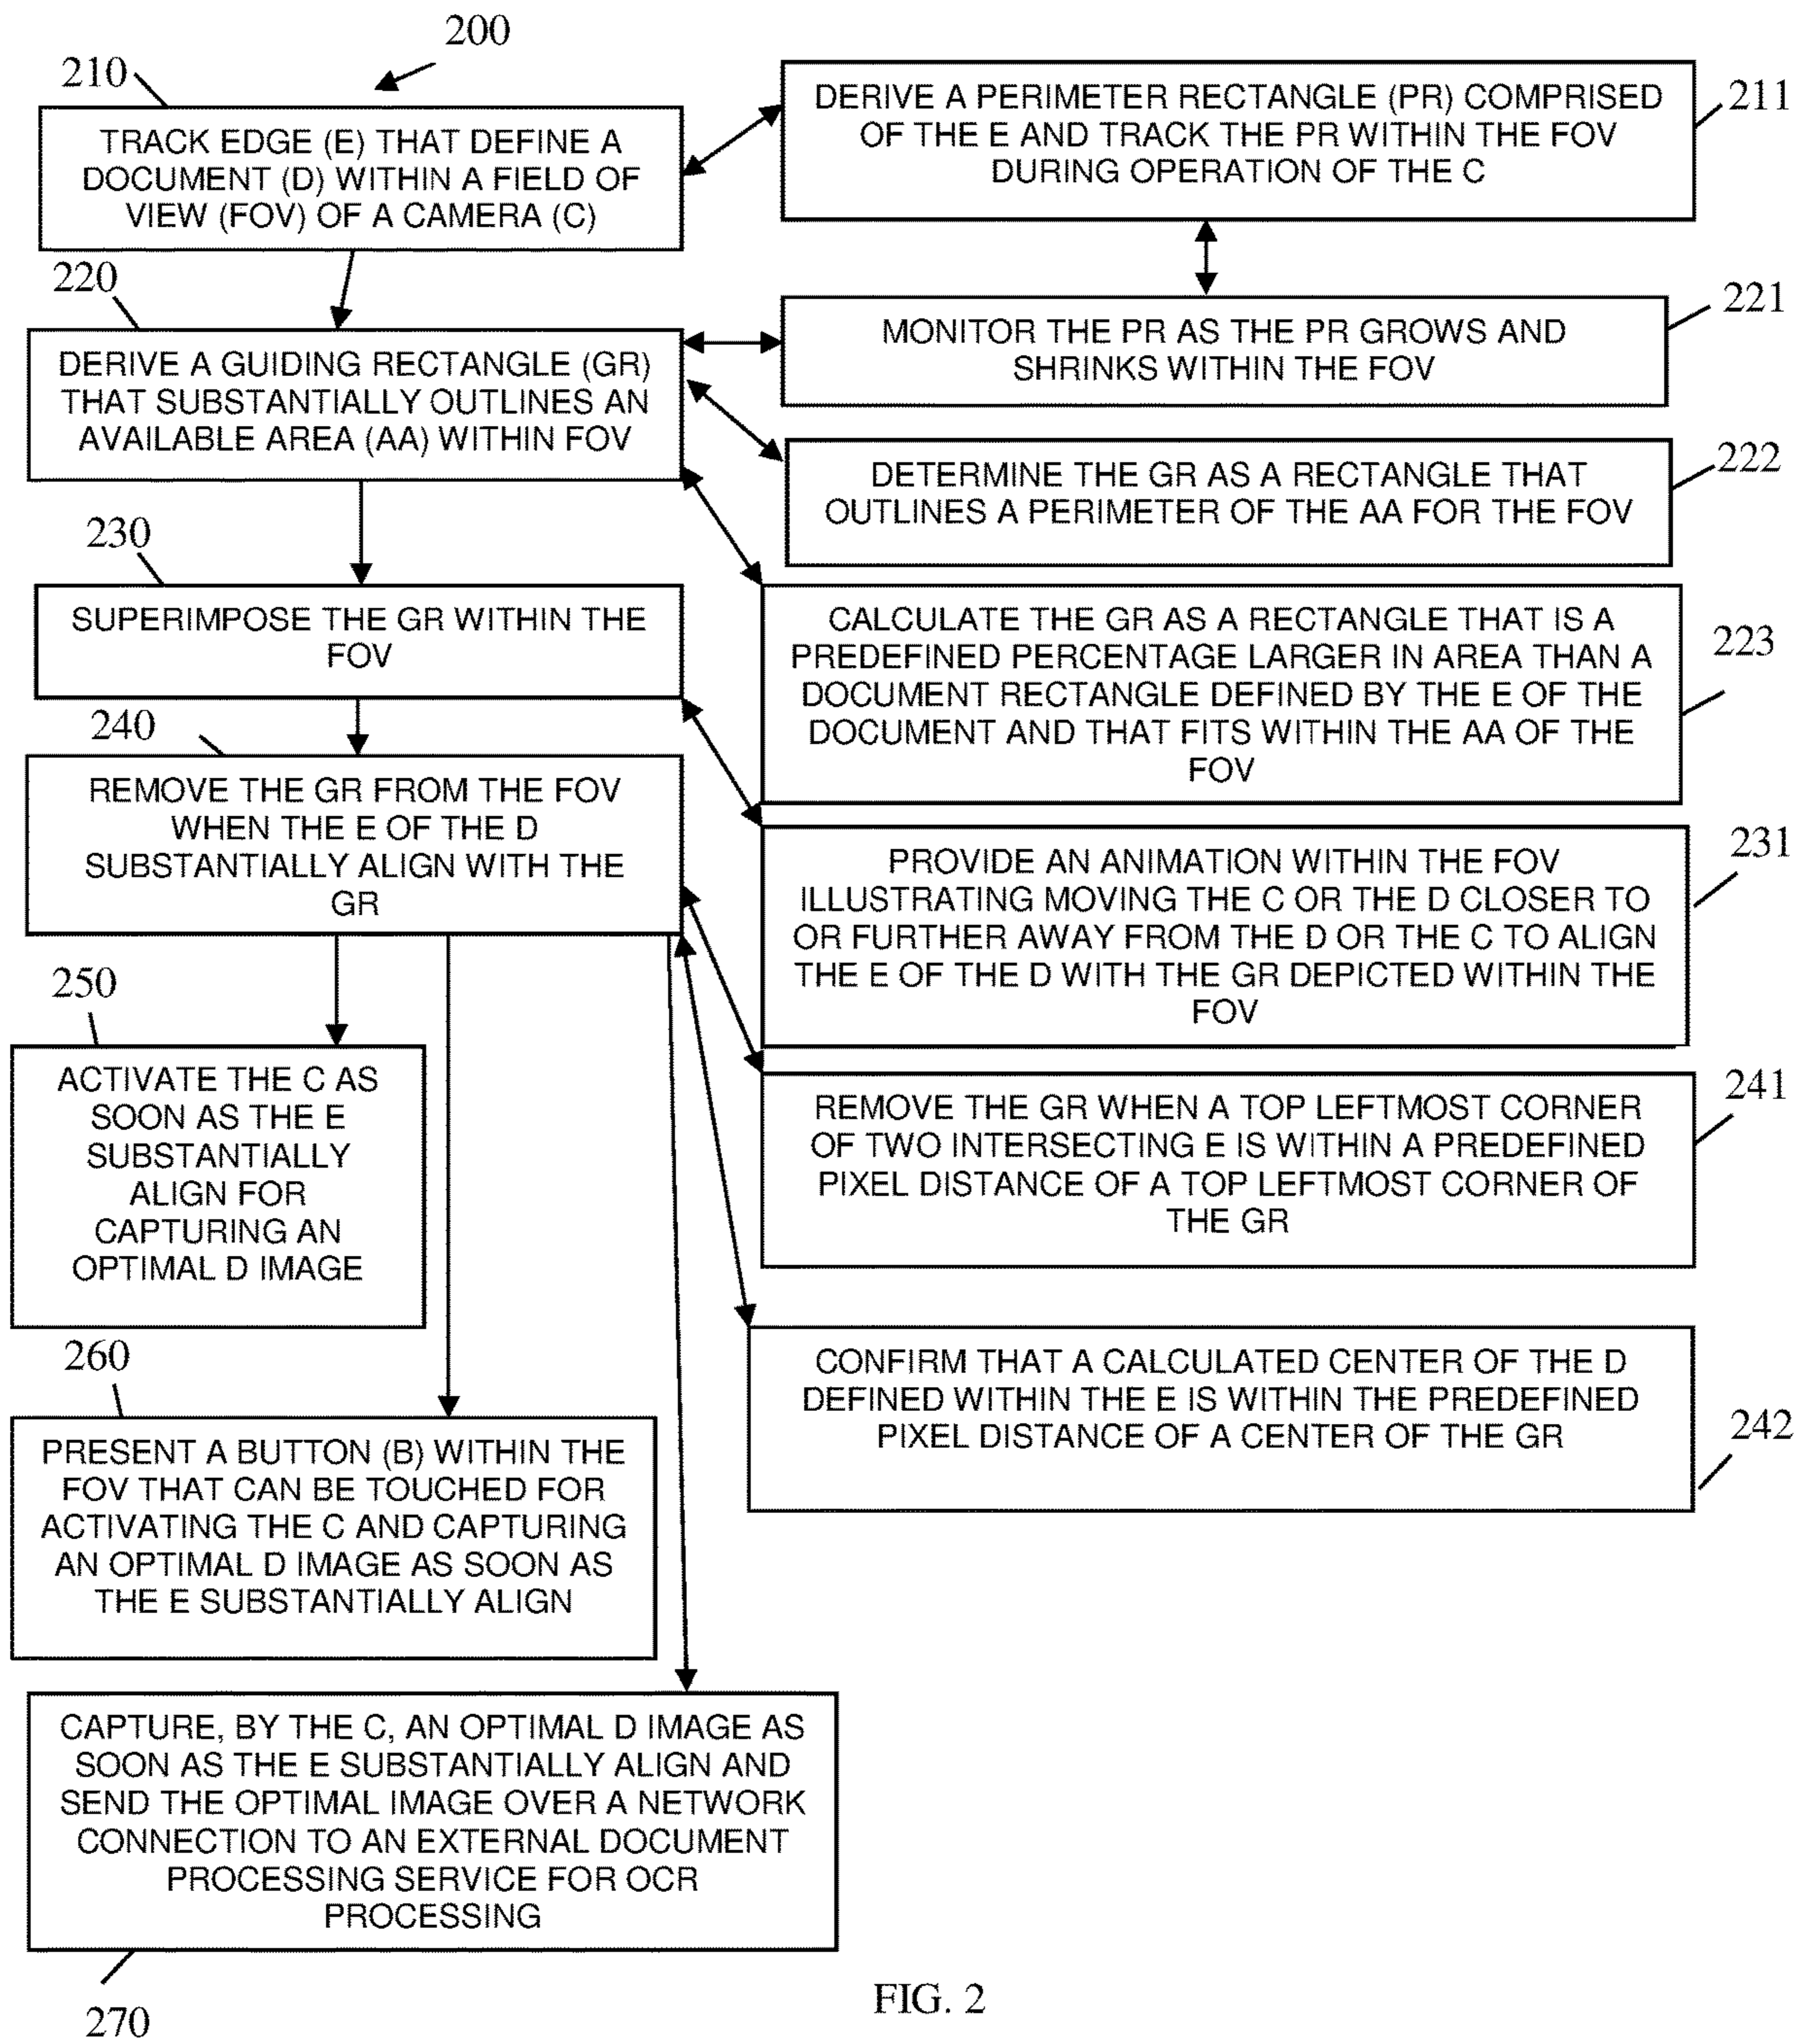 200
210
TRACK EDGE (E) THAT DEFINE A
DOCUMENT (D) WITHIN A FIELD OF
VIEW (FOV) OF A CAMERA (C)
DERIVE A PERIMETER RECTANGLE (PR) COMPRISED
OF THE E AND TRACK THE PR WITHIN THE FOV
DURING OPERATION OF THE C
211
220
DERIVE A GUIDING RECTANGLE (GR)
THAT SUBSTANTIALLY OUTLINES AN
AVAILABLE AREA (AA) WITHIN FOV
MONITOR THE PR AS THE PR GROWS AND
SHRINKS WITHIN THE FOV
221
DETERMINE THE GR AS A RECTANGLE THAT
OUTLINES A PERIMETER OF THE AA FOR THE FOV
222
230
SUPERIMPOSE THE GR WITHIN THE
FOV
CALCULATE THE GR AS A RECTANGLE THAT IS A
PREDEFINED PERCENTAGE LARGER IN AREA THAN A
DOCUMENT RECTANGLE DEFINED BY THE E OF THE
DOCUMENT AND THAT FITS WITHIN THE AA OF THE
FOV
223
240
REMOVE THE GR FROM THE FOV
WHEN THE E OF THE D
SUBSTANTIALLY ALIGN WITH THE
GR
PROVIDE AN ANIMATION WITHIN THE FOV
ILLUSTRATING MOVING THE C OR THE D CLOSER TO
OR FURTHER AWAY FROM THE D OR THE C TO ALIGN
THE E OF THE D WITH THE GR DEPICTED WITHIN THE
FOV
231
250
ACTIVATE THE C AS
SOON AS THE E
SUBSTANTIALLY
ALIGN FOR
CAPTURING AN
OPTIMAL D IMAGE
REMOVE THE GR WHEN A TOP LEFTMOST CORNER
OF TWO INTERSECTING E IS WITHIN A PREDEFINED
PIXEL DISTANCE OF A TOP LEFTMOST CORNER OF
THE GR
241
260
PRESENT A BUTTON (B) WITHIN THE
FOV THAT CAN BE TOUCHED FOR
ACTIVATING THE C AND CAPTURING
AN OPTIMAL D IMAGE AS SOON AS
THE E SUBSTANTIALLY ALIGN
CONFIRM THAT A CALCULATED CENTER OF THE D
DEFINED WITHIN THE E IS WITHIN THE PREDEFINED
PIXEL DISTANCE OF A CENTER OF THE GR
242
CAPTURE, BY THE C, AN OPTIMAL D IMAGE AS
SOON AS THE E SUBSTANTIALLY ALIGN AND
SEND THE OPTIMAL IMAGE OVER A NETWORK
CONNECTION TO AN EXTERNAL DOCUMENT
PROCESSING SERVICE FOR OCR
PROCESSING
270
FIG. 2